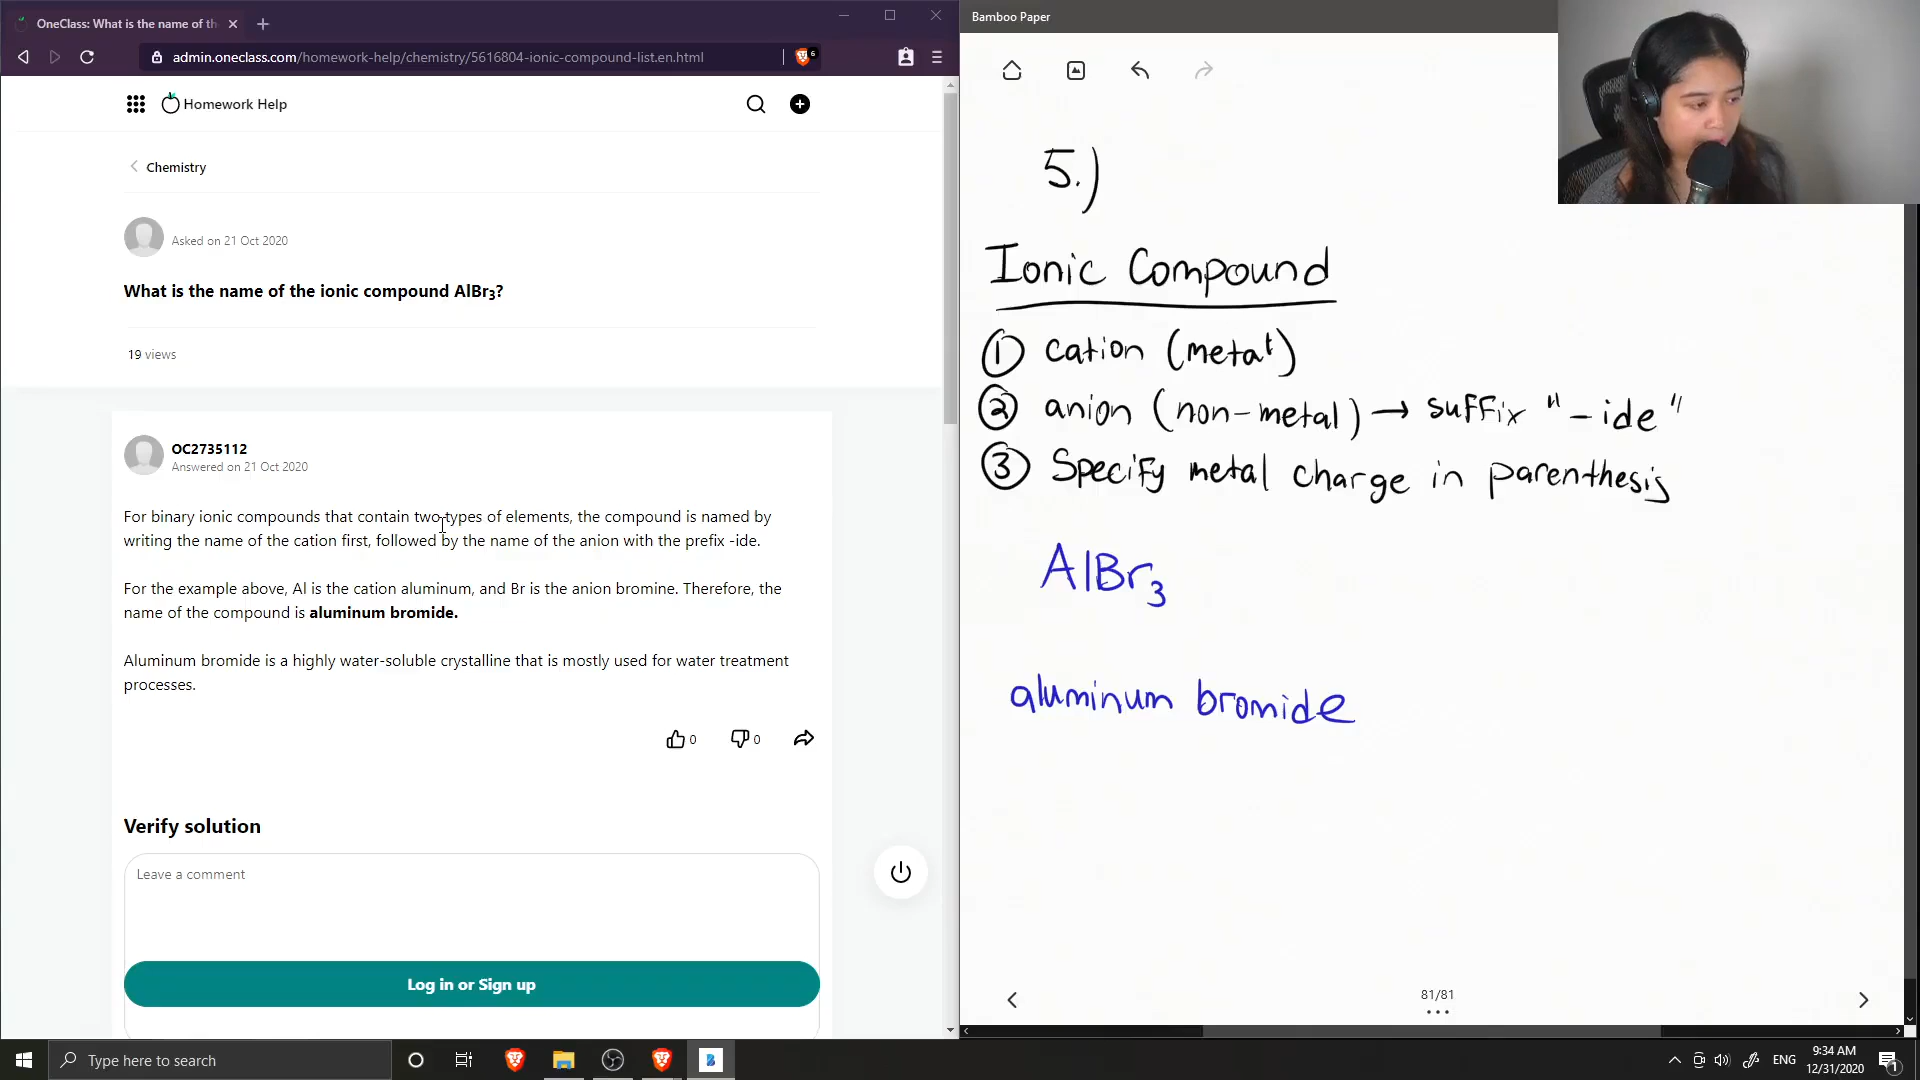 OneClass: What is the name of th
admin.oneclass.com/homework-help/chemistry/5616804-ionic-compound-list.en.html
6
Homework Help
Chemistry
Asked on 21 Oct 2020
What is the name of the ionic compound AlBr₃?
19 views
OC2735112
Answered on 21 Oct 2020
For binary ionic compounds that contain two types of elements, the compound is named by
writing the name of the cation first, followed by the name of the anion with the prefix -ide.
For the example above, Al is the cation aluminum, and Br is the anion bromine. Therefore, the
name of the compound is aluminum bromide.
Aluminum bromide is a highly water-soluble crystalline that is mostly used for water treatment
processes.
0
0
Verify solution
Leave a comment
Log in or Sign up
Bamboo Paper
5.)
Ionic Compound
① cation (metal)
② anion (non-metal) → suffix "-ide"
③ Specify metal charge in parenthesis
AlBr₃
aluminum bromide
81/81
Type here to search
B
ENG
9:34 AM
12/31/2020
1